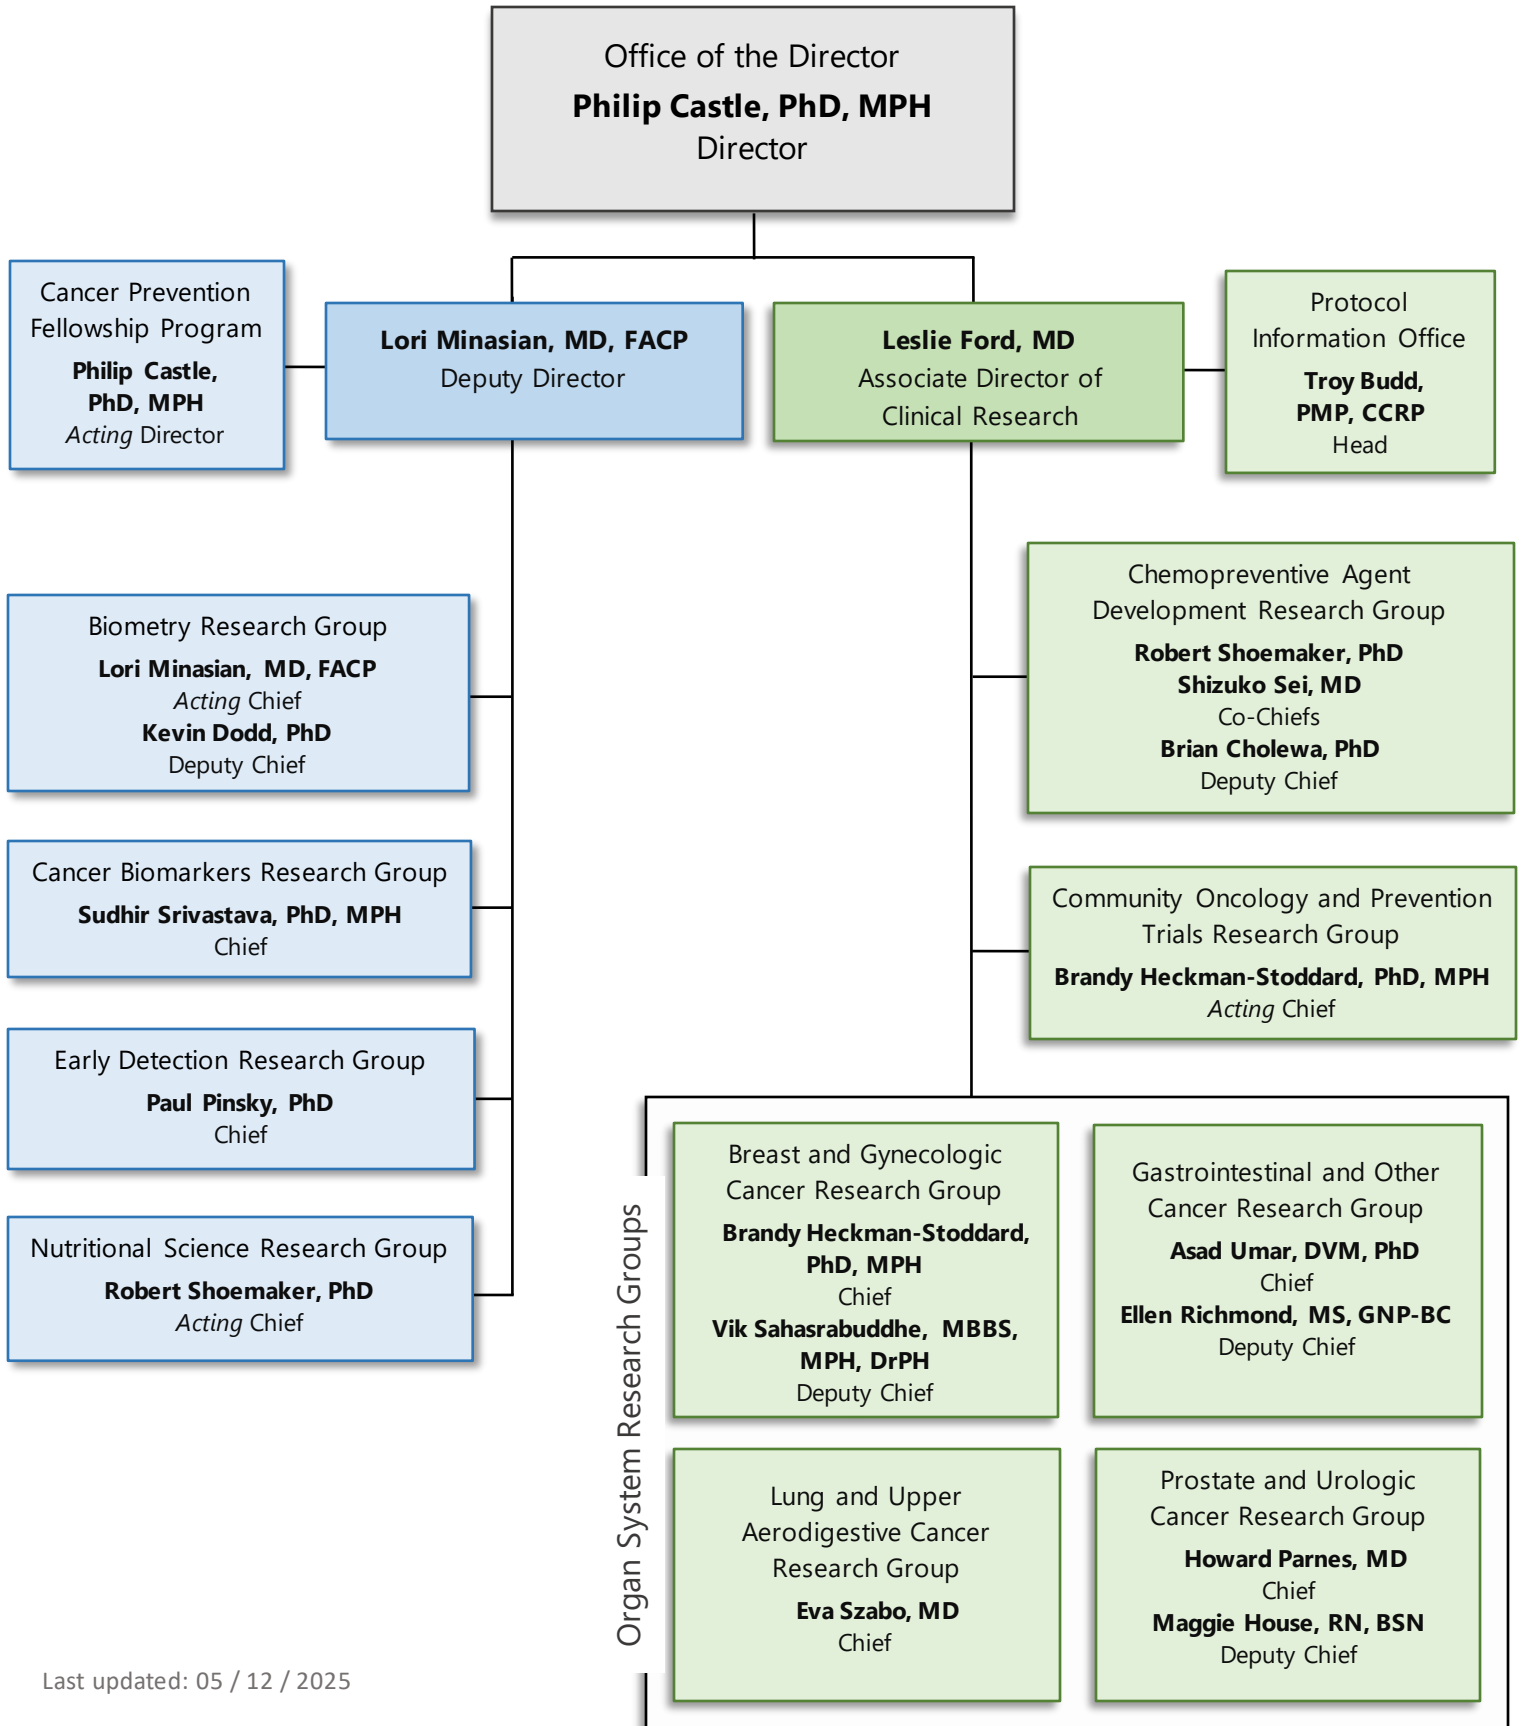 Office of the Director
Philip Castle, PhD, MPH
Director
Cancer Prevention
Fellowship Program
Philip Castle,
PhD, MPH
Acting Director
Lori Minasian, MD, FACP
Deputy Director
Leslie Ford, MD
Associate Director of
Clinical Research
Protocol
Information Office
Troy Budd,
PMP, CCRP
Head
Biometry Research Group
Lori Minasian, MD, FACP
Acting Chief
Kevin Dodd, PhD
Deputy Chief
Cancer Biomarkers Research Group
Sudhir Srivastava, PhD, MPH
Chief
Early Detection Research Group
Paul Pinsky, PhD
Chief
Nutritional Science Research Group
Robert Shoemaker, PhD
Acting Chief
Chemopreventive Agent
Development Research Group
Robert Shoemaker, PhD
Shizuko Sei, MD
Co-Chiefs
Brian Cholewa, PhD
Deputy Chief
Community Oncology and Prevention
Trials Research Group
Brandy Heckman-Stoddard, PhD, MPH
Acting Chief
Organ System Research Groups
Breast and Gynecologic
Cancer Research Group
Brandy Heckman-Stoddard,
PhD, MPH
Chief
Vik Sahasrabuddhe, MBBS,
MPH, DrPH
Deputy Chief
Gastrointestinal and Other
Cancer Research Group
Asad Umar, DVM, PhD
Chief
Ellen Richmond, MS, GNP-BC
Deputy Chief
Lung and Upper
Aerodigestive Cancer
Research Group
Eva Szabo, MD
Chief
Prostate and Urologic
Cancer Research Group
Howard Parnes, MD
Chief
Maggie House, RN, BSN
Deputy Chief
Last updated: 05 / 12 / 2025